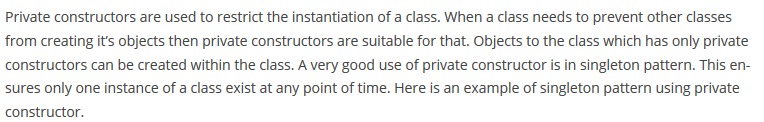 Private constructors are used to restrict the instantiation of a class. When a class needs to prevent other classes
from creating it’s objects then private constructors are suitable for that. Objects to the class which has only private
constructors can be created within the class. A very good use of private constructor is in singleton pattern. This en-
sures only one instance of a class exist at any point of time. Here is an example of singleton pattern using private
constructor.